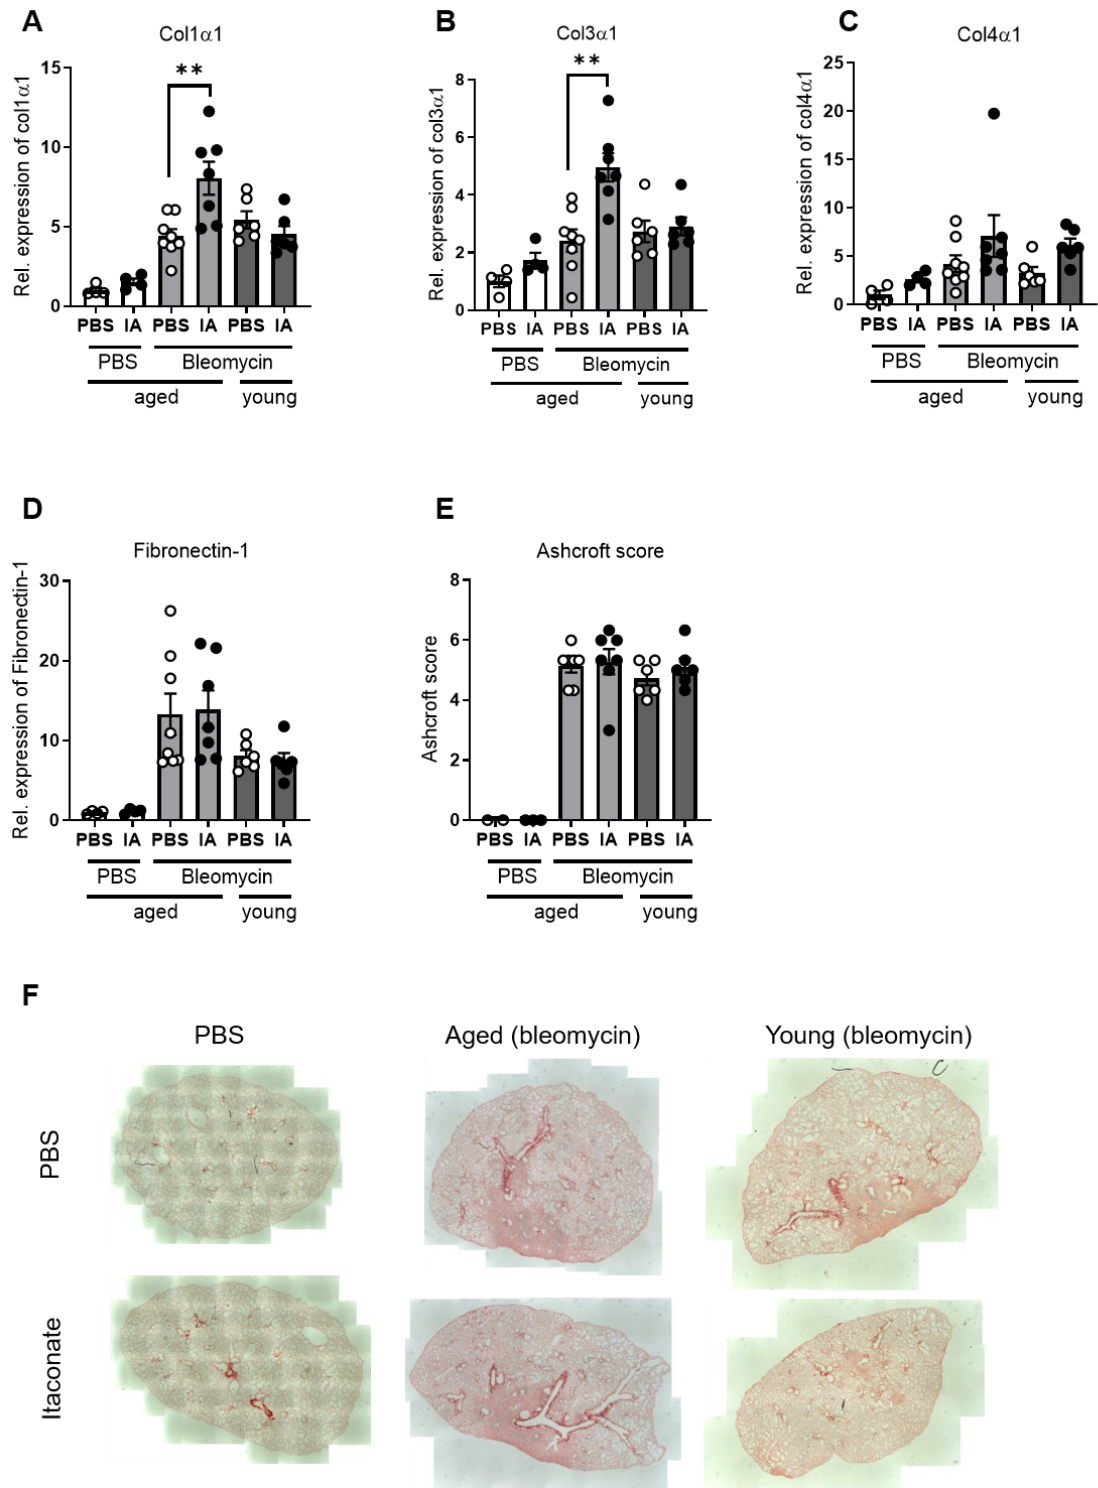 A
Col1α1
Rel. expression of col1α1
15
10
5
0
**
PBS IA PBS IA PBS IA
PBS Bleomycin
aged young
B
Col3α1
Rel. expression of col3α1
8
6
4
2
0
**
PBS IA PBS IA PBS IA
PBS Bleomycin
aged young
C
Col4α1
Rel. expression of col4α1
25
20
15
10
5
0
PBS IA PBS IA PBS IA
PBS Bleomycin
aged young
D
Fibronectin-1
Rel. expression of Fibronectin-1
30
20
10
0
PBS IA PBS IA PBS IA
PBS Bleomycin
aged young
E
Ashcroft score
Ashcroft score
8
6
4
2
0
PBS IA PBS IA PBS IA
PBS Bleomycin
aged young
F
PBS Aged (bleomycin) Young (bleomycin)
PBS
Itaconate